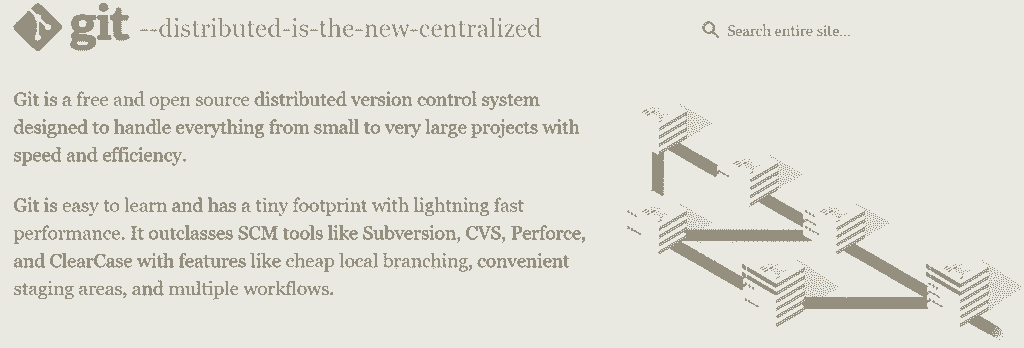 git --distributed-is-the-new-centralized
Search entire site...
Git is a free and open source distributed version control system
designed to handle everything from small to very large projects with
speed and efficiency.
Git is easy to learn and has a tiny footprint with lightning fast
performance. It outclasses SCM tools like Subversion, CVS, Perforce,
and ClearCase with features like cheap local branching, convenient
staging areas, and multiple workflows.